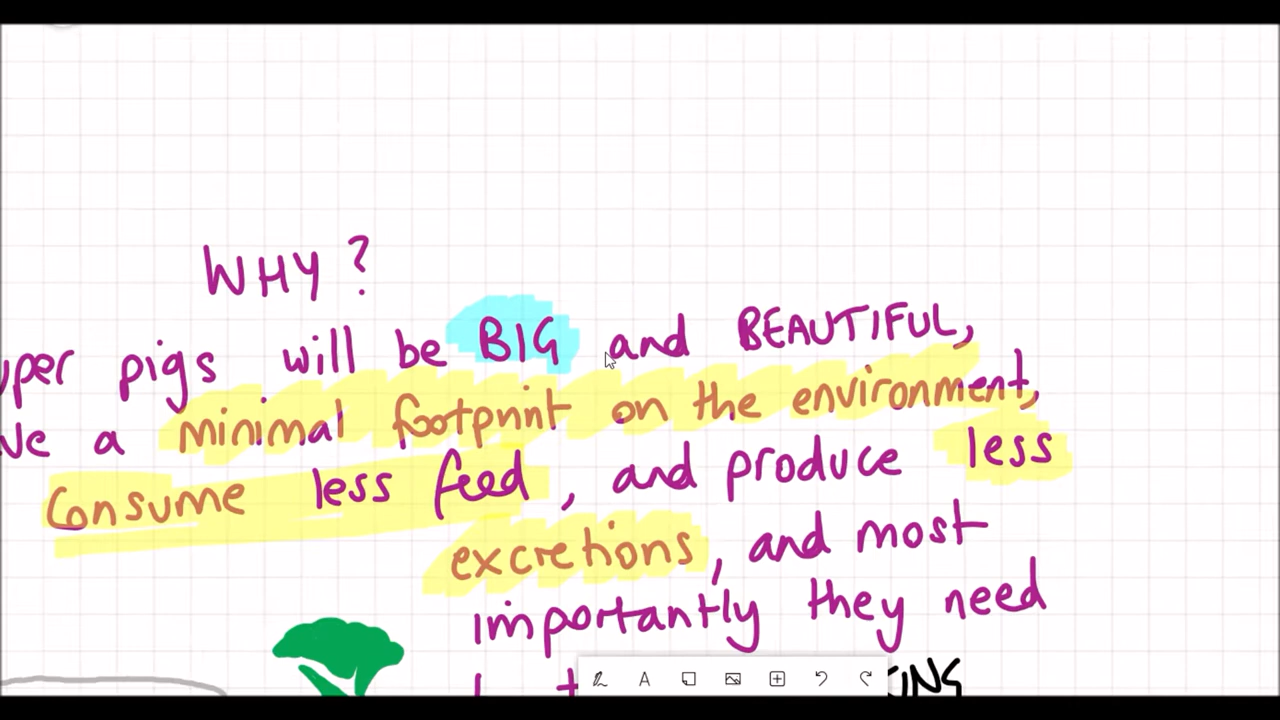 WHY?
uper pigs will be BIG and BEAUTIFUL,
ve a minimal footprint on the environment,
Consume less feed, and produce less
excretions, and most
importantly they need